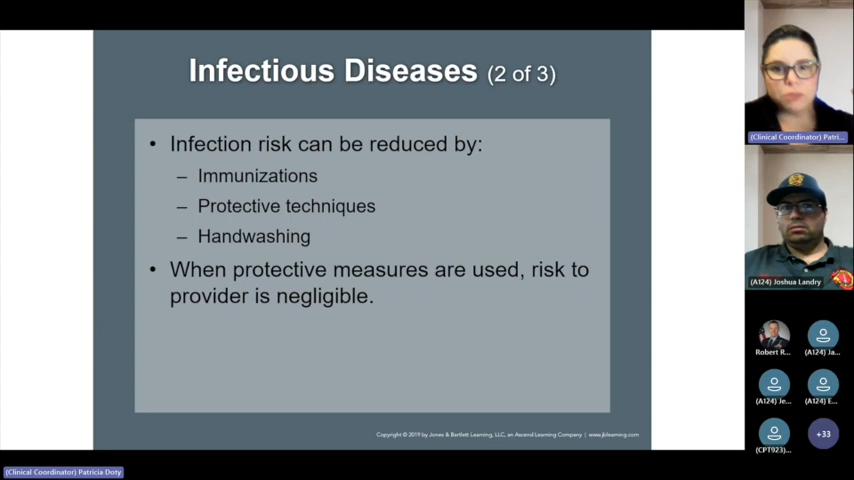 Infectious Diseases (2 of 3)
• Infection risk can be reduced by:
– Immunizations
– Protective techniques
– Handwashing
• When protective measures are used, risk to
provider is negligible.
Copyright © 2019 by Jones & Bartlett Learning, LLC, an Ascend Learning Company | www.jblearning.com
(Clinical Coordinator) Patri...
(A124) Joshua Landry
Robert R...
(A124) Ja...
(A124) Je...
(A124) E...
(CPT923)...
+33
(Clinical Coordinator) Patricia Doty